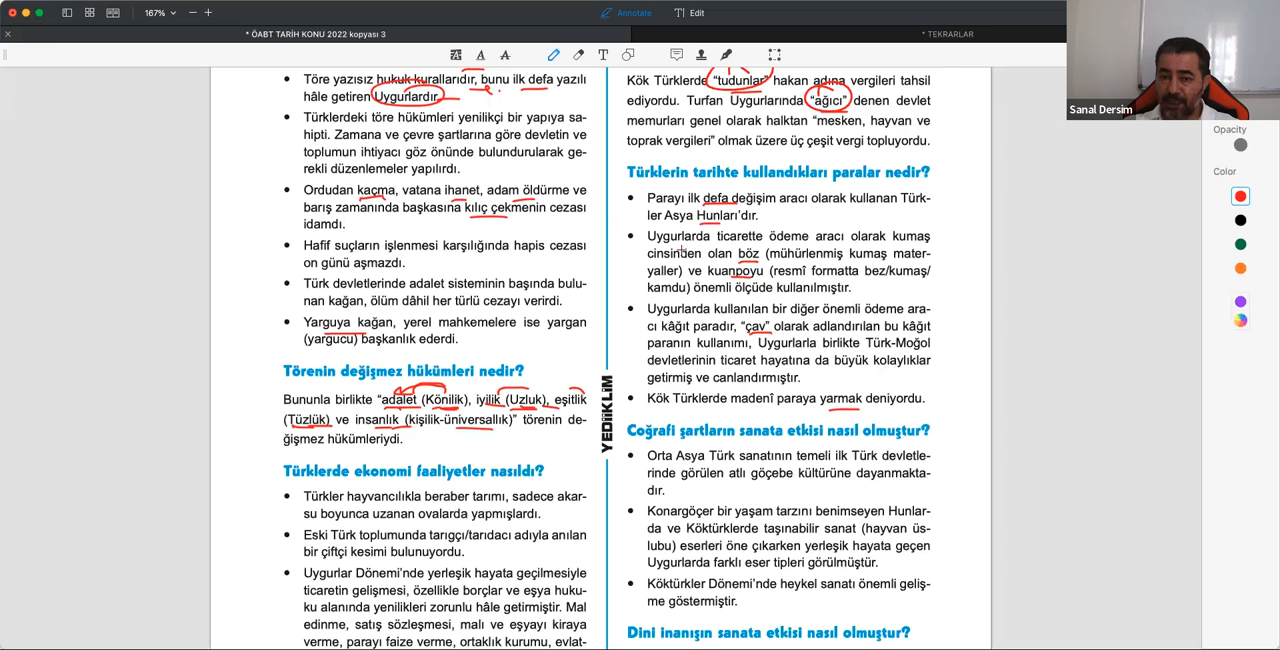 167%
Annotate
Edit
* ÖABT TARİH KONU 2022 kopyası 3
* TEKRARLAR
Sanal Dersim
Opacity
Color
• Töre yazısız hukuk kurallarıdır, bunu ilk defa yazılı
hâle getiren Uygurlardır.
• Türklerdeki töre hükümleri yenilikçi bir yapıya sa-
hipti. Zamana ve çevre şartlarına göre devletin ve
toplumun ihtiyacı göz önünde bulundurularak ge-
rekli düzenlemeler yapılırdı.
• Ordudan kaçma, vatana ihanet, adam öldürme ve
barış zamanında başkasına kılıç çekmenin cezası
idamdı.
• Hafif suçların işlenmesi karşılığında hapis cezası
on günü aşmazdı.
• Türk devletlerinde adalet sisteminin başında bulu-
nan kağan, ölüm dâhil her türlü cezayı verirdi.
• Yarguya kağan, yerel mahkemelere ise yargan
(yargucu) başkanlık ederdi.
Törenin değişmez hükümleri nedir?
Bununla birlikte “adalet (Könilik), iyilik (Uzluk), eşitlik
(Tüzlük) ve insanlık (kişilik-üniversallık)” törenin de-
ğişmez hükümleriydi.
Türklerde ekonomi faaliyetler nasıldı?
• Türkler hayvancılıkla beraber tarımı, sadece akar-
su boyunca uzanan ovalarda yapmışlardı.
• Eski Türk toplumunda tarıgçı/tarıdacı adıyla anılan
bir çiftçi kesimi bulunuyordu.
• Uygurlar Dönemi’nde yerleşik hayata geçilmesiyle
ticaretin gelişmesi, özellikle borçlar ve eşya huku-
ku alanında yenilikleri zorunlu hâle getirmiştir. Mal
edinme, satış sözleşmesi, malı ve eşyayı kiraya
verme, parayı faize verme, ortaklık kurumu, evlat-
YEDİİKLİM
Kök Türklerde “tudunlar” hakan adına vergileri tahsil
ediyordu. Turfan Uygurlarında “ağıcı” denen devlet
memurları genel olarak halktan “mesken, hayvan ve
toprak vergileri” olmak üzere üç çeşit vergi topluyordu.
Türklerin tarihte kullandıkları paralar nedir?
• Parayı ilk defa değişim aracı olarak kullanan Türk-
ler Asya Hunları’dır.
• Uygurlarda ticarette ödeme aracı olarak kumaş
cinsinden olan böz (mühürlenmiş kumaş mater-
yaller) ve kuanpoyu (resmî formatta bez/kumaş/
kamdu) önemli ölçüde kullanılmıştır.
• Uygurlarda kullanılan bir diğer önemli ödeme ara-
cı kâğıt paradır, “çav” olarak adlandırılan bu kâğıt
paranın kullanımı, Uygurlarla birlikte Türk-Moğol
devletlerinin ticaret hayatına da büyük kolaylıklar
getirmiş ve canlandırmıştır.
• Kök Türklerde madenî paraya yarmak deniyordu.
Coğrafi şartların sanata etkisi nasıl olmuştur?
• Orta Asya Türk sanatının temeli ilk Türk devletle-
rinde görülen atlı göçebe kültürüne dayanmakta-
dır.
• Konargöçer bir yaşam tarzını benimseyen Hunlar-
da ve Köktürklerde taşınabilir sanat (hayvan üs-
lubu) eserleri öne çıkarken yerleşik hayata geçen
Uygurlarda farklı eser tipleri görülmüştür.
• Köktürkler Dönemi’nde heykel sanatı önemli geliş-
me göstermiştir.
Dini inanışın sanata etkisi nasıl olmuştur?